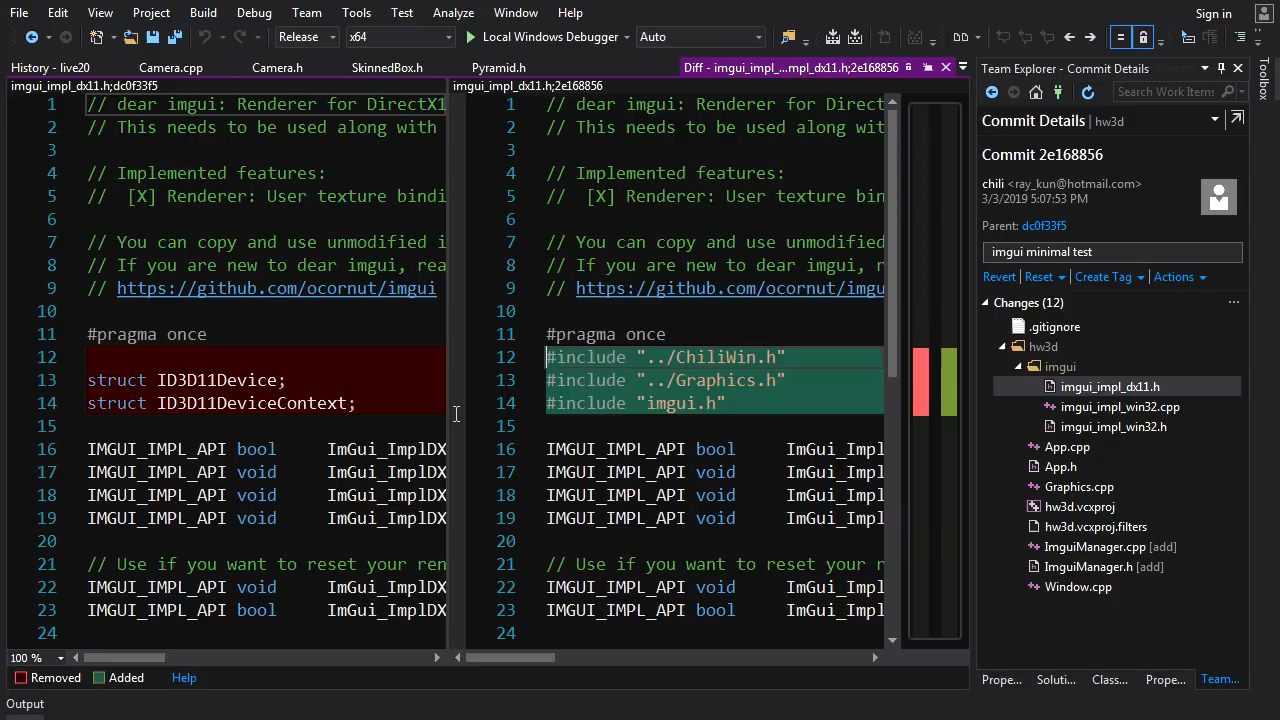 File Edit View Project Build Debug Team Tools Test Analyze Window Help Sign in
Release x64 Local Windows Debugger Auto
History - live20 Camera.cpp Camera.h SkinnedBox.h Pyramid.h Diff - imgui_impl_...mpl_dx11.h;2e168856
imgui_impl_dx11.h;dc0f33f5
1 // dear imgui: Renderer for DirectX1
2 // This needs to be used along with
3
4 // Implemented features:
5 //  [X] Renderer: User texture bindi
6
7 // You can copy and use unmodified i
8 // If you are new to dear imgui, rea
9 // https://github.com/ocornut/imgui
10
11 #pragma once
12
13 struct ID3D11Device;
14 struct ID3D11DeviceContext;
15
16 IMGUI_IMPL_API bool     ImGui_ImplDX
17 IMGUI_IMPL_API void     ImGui_ImplDX
18 IMGUI_IMPL_API void     ImGui_ImplDX
19 IMGUI_IMPL_API void     ImGui_ImplDX
20
21 // Use if you want to reset your ren
22 IMGUI_IMPL_API void     ImGui_ImplDX
23 IMGUI_IMPL_API bool     ImGui_ImplDX
24
100 %
imgui_impl_dx11.h;2e168856
1 // dear imgui: Renderer for Direct
2 // This needs to be used along wit
3
4 // Implemented features:
5 //  [X] Renderer: User texture bin
6
7 // You can copy and use unmodified
8 // If you are new to dear imgui, r
9 // https://github.com/ocornut/imgu
10
11 #pragma once
12 #include "../ChiliWin.h"
13 #include "../Graphics.h"
14 #include "imgui.h"
15
16 IMGUI_IMPL_API bool     ImGui_Impl
17 IMGUI_IMPL_API void     ImGui_Impl
18 IMGUI_IMPL_API void     ImGui_Impl
19 IMGUI_IMPL_API void     ImGui_Impl
20
21 // Use if you want to reset your r
22 IMGUI_IMPL_API void     ImGui_Impl
23 IMGUI_IMPL_API bool     ImGui_Impl
24
Removed Added Help
Output
Team Explorer - Commit Details
Search Work Items
Commit Details | hw3d
Commit 2e168856
chili <ray_kun@hotmail.com>
3/3/2019 5:07:53 PM
Parent: dc0f33f5
imgui minimal test
Revert Reset Create Tag Actions
Changes (12)
.gitignore
hw3d
imgui
imgui_impl_dx11.h
imgui_impl_win32.cpp
imgui_impl_win32.h
App.cpp
App.h
Graphics.cpp
hw3d.vcxproj
hw3d.vcxproj.filters
ImguiManager.cpp [add]
ImguiManager.h [add]
Window.cpp
Prope... Soluti... Class... Prope... Team...
Toolbox